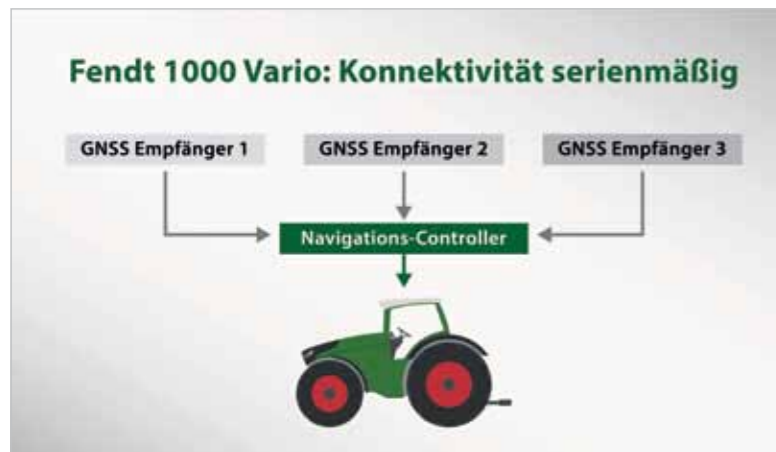 Fendt 1000 Vario: Konnektivität serienmäßig
GNSS Empfänger 1
GNSS Empfänger 2
GNSS Empfänger 3
Navigations-Controller